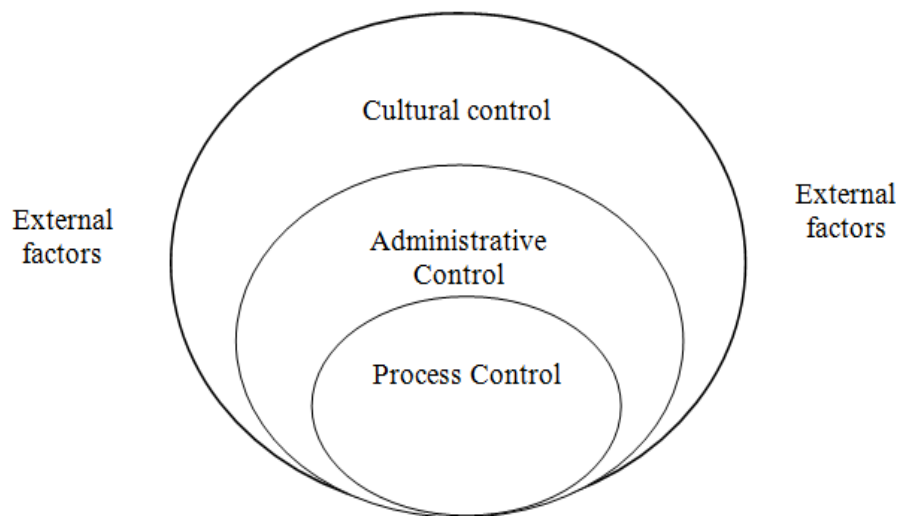 Cultural control
External
factors
External
factors
Administrative
Control
Process Control